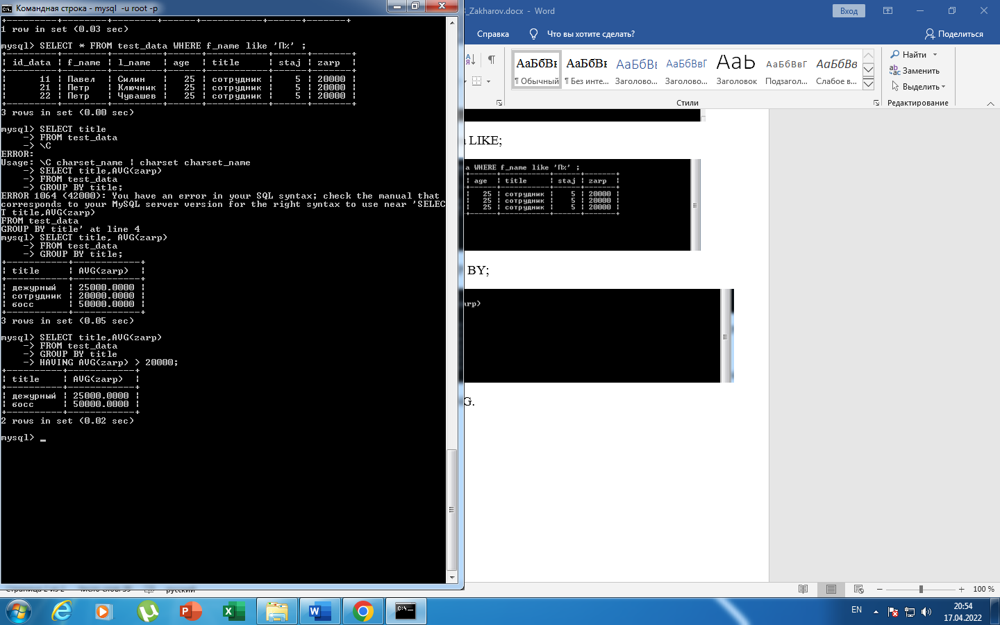 Командная строка - mysql  -u root -p
_Zakharov.docx  -  Word
Вход
Справка
Что вы хотите сделать?
Поделиться
АаБбВв
АаБбВв
АаБбВв
АаБбВвГ
АаБ
АаБбВвГ
АаБбВв
¶ Обычный
¶ Без инте...
Заголово...
Заголово...
Заголовок
Подзагол...
Слабое в...
Стили
Найти
Заменить
Выделить
Редактирование
1 row in set (0.03 sec)
mysql> SELECT * FROM test_data WHERE f_name like 'П%' ;
| id_data | f_name | l_name | age | title | staj | zarp |
| 11 | Павел | Силин | 25 | сотрудник | 5 | 20000 |
| 21 | Петр | Ключник | 25 | сотрудник | 5 | 20000 |
| 22 | Петр | Чувашев | 25 | сотрудник | 5 | 20000 |
3 rows in set (0.00 sec)
mysql> SELECT title
-> FROM test_data
-> \C
ERROR:
Usage: \C charset_name | charset charset_name
-> SELECT title,AVG(zarp)
-> FROM test_data
-> GROUP BY title;
ERROR 1064 (42000): You have an error in your SQL syntax; check the manual that
corresponds to your MySQL server version for the right syntax to use near 'SELEC
T title,AVG(zarp)
FROM test_data
GROUP BY title' at line 4
mysql> SELECT title, AVG(zarp)
-> FROM test_data
-> GROUP BY title;
| title | AVG(zarp) |
| дежурный | 25000.0000 |
| сотрудник | 20000.0000 |
| босс | 50000.0000 |
3 rows in set (0.05 sec)
mysql> SELECT title,AVG(zarp)
-> FROM test_data
-> GROUP BY title
-> HAVING AVG(zarp) > 20000;
| title | AVG(zarp) |
| дежурный | 25000.0000 |
| босс | 50000.0000 |
2 rows in set (0.02 sec)
mysql> _
LIKE;
a WHERE f_name like 'П%' ;
| age | title | staj | zarp |
| 25 | сотрудник | 5 | 20000 |
| 25 | сотрудник | 5 | 20000 |
| 25 | сотрудник | 5 | 20000 |
BY;
arp)
G.
русский
100 %
EN
20:54
17.04.2022